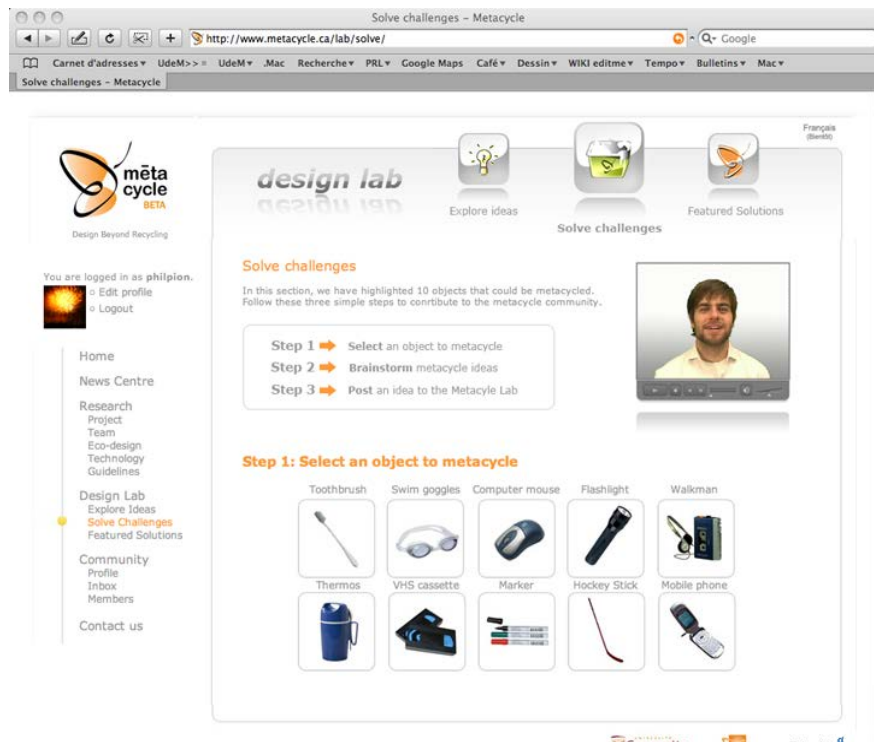 Solve challenges – Metacycle
http://www.metacycle.ca/lab/solve/
Google
Carnet d'adresses UdeM>> UdeM .Mac Recherche PRL Google Maps Café Dessin WIKI editme Tempo Bulletins Mac
Solve challenges – Metacycle
Français
(Bientôt)
mēta
cycle
BETA
Design Beyond Recycling
design lab
Explore ideas
Solve challenges
Featured Solutions
You are logged in as philpion.
Edit profile
Logout
Home
News Centre
Research
Project
Team
Eco-design
Technology
Guidelines
Design Lab
Explore Ideas
Solve Challenges
Featured Solutions
Community
Profile
Inbox
Members
Contact us
Solve challenges
In this section, we have highlighted 10 objects that could be metacycled.
Follow these three simple steps to conrtibute to the metacycle community.
Step 1 Select an object to metacycle
Step 2 Brainstorm metacycle ideas
Step 3 Post an idea to the Metacyle Lab
Step 1: Select an object to metacycle
Toothbrush Swim goggles Computer mouse Flashlight Walkman
Thermos VHS cassette Marker Hockey Stick Mobile phone